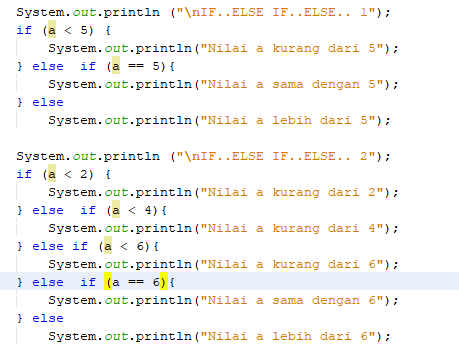 System.out.println ("\nIF..ELSE IF..ELSE.. 1");
if (a < 5) {
    System.out.println("Nilai a kurang dari 5");
} else  if (a == 5){
    System.out.println("Nilai a sama dengan 5");
} else
    System.out.println("Nilai a lebih dari 5");

System.out.println ("\nIF..ELSE IF..ELSE.. 2");
if (a < 2) {
    System.out.println("Nilai a kurang dari 2");
} else  if (a < 4){
    System.out.println("Nilai a kurang dari 4");
} else if (a < 6){
    System.out.println("Nilai a kurang dari 6");
} else  if (a == 6){
    System.out.println("Nilai a sama dengan 6");
} else
    System.out.println("Nilai a lebih dari 6");